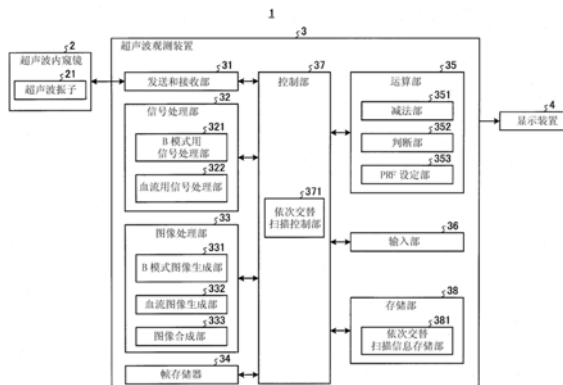 1
2
超声波内窥镜
21
超声波振子
3
超声波观测装置
31
发送和接收部
32
信号处理部
321
B 模式用
信号处理部
322
血流用信号处理部
33
图像处理部
331
B 模式图像生成部
332
血流图像生成部
333
图像合成部
34
帧存储器
37
控制部
371
依次交替
扫描控制部
35
运算部
351
减法部
352
判断部
353
PRF 设定部
36
输入部
38
存储部
381
依次交替
扫描信息存储部
4
显示装置